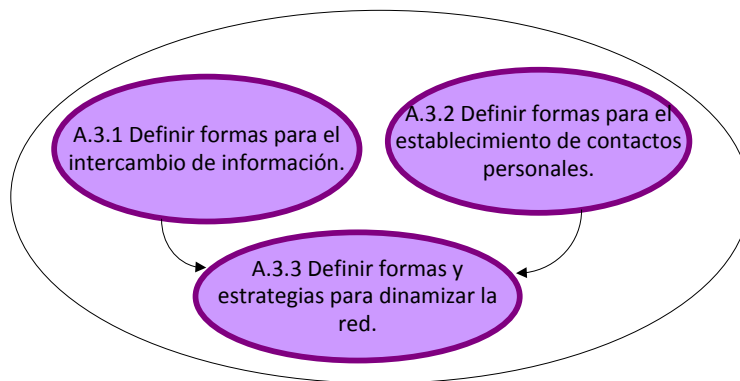 A.3.1 Definir formas para el
intercambio de información.
A.3.2 Definir formas para el
establecimiento de contactos
personales.
A.3.3 Definir formas y
estrategias para dinamizar la
red.